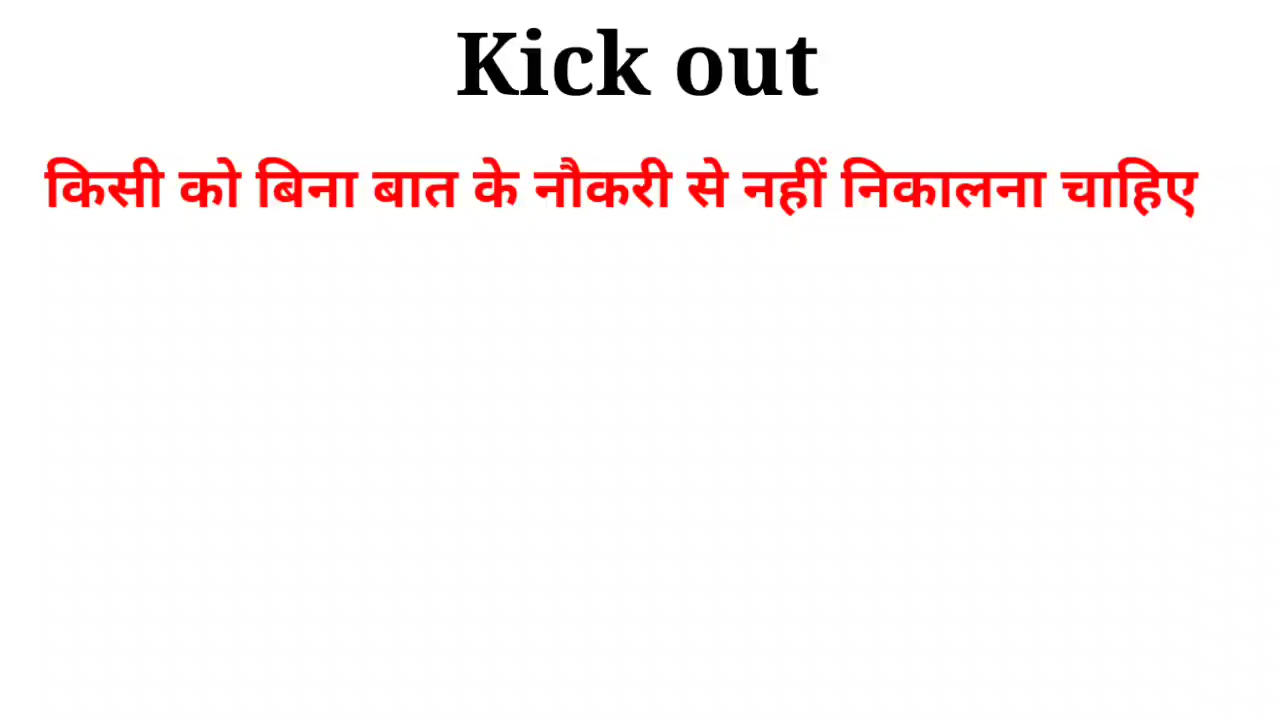 Kick out
किसी को बिना बात के नौकरी से नहीं निकालना चाहिए